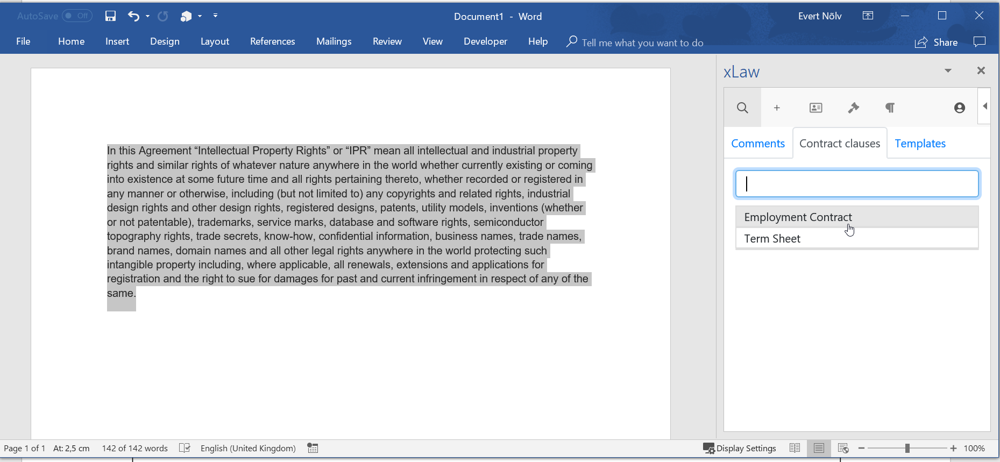 AutoSave Off
Document1 - Word
Evert Nõlv
File Home Insert Design Layout References Mailings Review View Developer Help Tell me what you want to do
Share
xLaw
Comments Contract clauses Templates
Employment Contract
Term Sheet
In this Agreement “Intellectual Property Rights” or “IPR” mean all intellectual and industrial property
rights and similar rights of whatever nature anywhere in the world whether currently existing or coming
into existence at some future time and all rights pertaining thereto, whether recorded or registered in
any manner or otherwise, including (but not limited to) any copyrights and related rights, industrial
design rights and other design rights, registered designs, patents, utility models, inventions (whether
or not patentable), trademarks, service marks, database and software rights, semiconductor
topography rights, trade secrets, know-how, confidential information, business names, trade names,
brand names, domain names and all other legal rights anywhere in the world protecting such
intangible property including, where applicable, all renewals, extensions and applications for
registration and the right to sue for damages for past and current infringement in respect of any of the
same.
Page 1 of 1 At: 2,5 cm 142 of 142 words English (United Kingdom)
Display Settings
100%